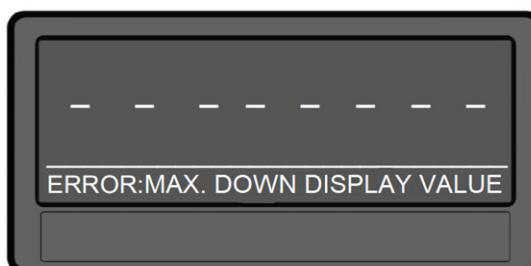 - - - - - - - -
ERROR:MAX. DOWN DISPLAY VALUE